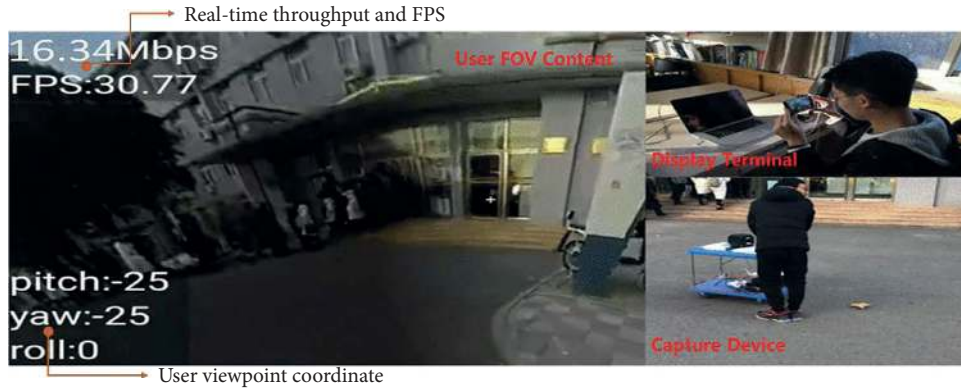 Real-time throughput and FPS
16.34Mbps
FPS:30.77
User FOV Content
Display Terminal
pitch:-25
yaw:-25
roll:0
Capture Device
User viewpoint coordinate